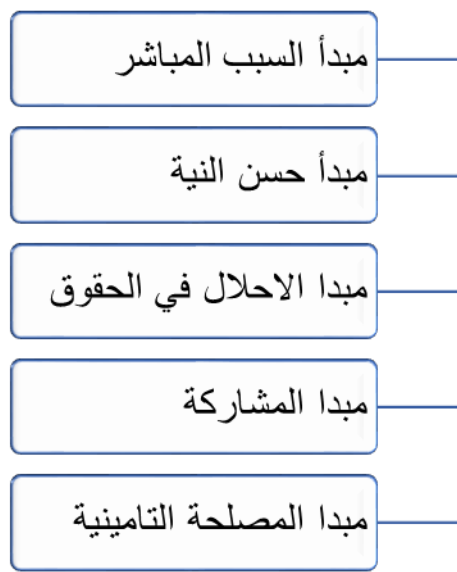 مبدأ السبب المباشر
مبدأ حسن النية
مبدا الاحلال في الحقوق
مبدا المشاركة
مبدا المصلحة التامينية